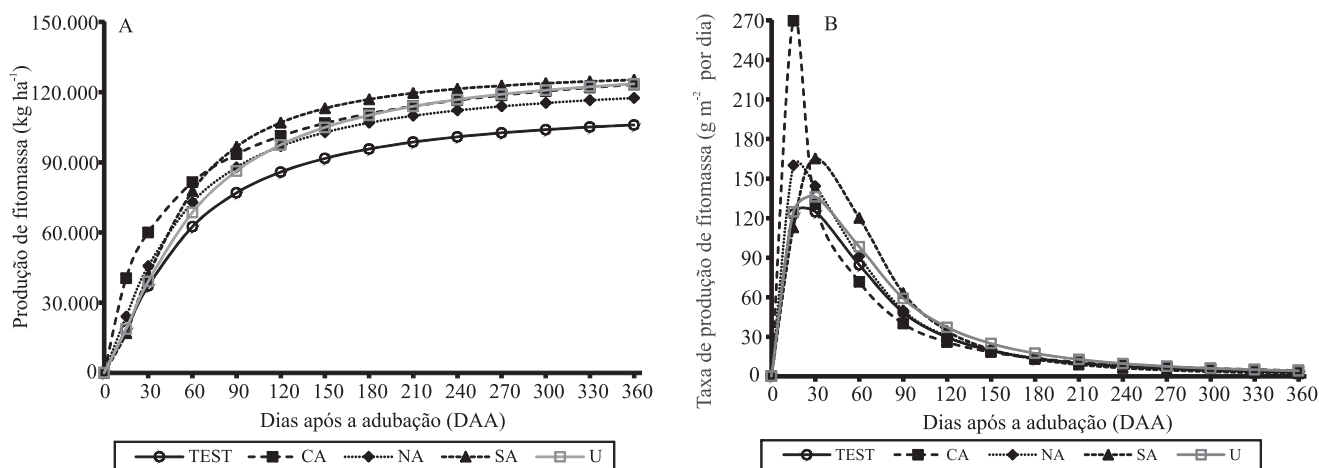 A
Produção de fitomassa (kg ha⁻¹)
150.000
120.000
90.000
60.000
30.000
0
0 30 60 90 120 150 180 210 240 270 300 330 360
Dias após a adubação (DAA)
TEST CA NA SA U
B
Taxa de produção de fitomassa (g m⁻² por dia)
270
240
210
180
150
120
90
60
30
0
0 30 60 90 120 150 180 210 240 270 300 330 360
Dias após a adubação (DAA)
TEST CA NA SA U